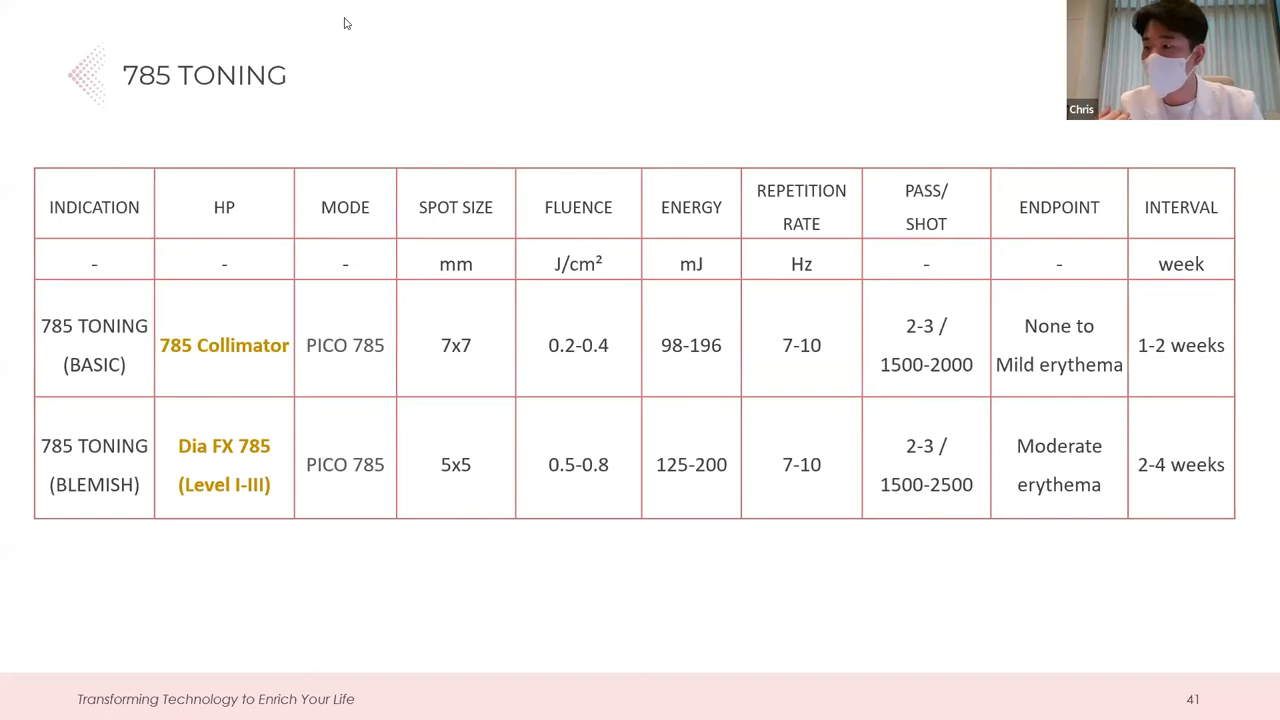 Chris
785 TONING
INDICATION HP MODE SPOT SIZE FLUENCE ENERGY REPETITION RATE PASS/ SHOT ENDPOINT INTERVAL
- - - mm J/cm² mJ Hz - - week
785 TONING (BASIC) 785 Collimator PICO 785 7x7 0.2-0.4 98-196 7-10 2-3 / 1500-2000 None to Mild erythema 1-2 weeks
785 TONING (BLEMISH) Dia FX 785 (Level I-III) PICO 785 5x5 0.5-0.8 125-200 7-10 2-3 / 1500-2500 Moderate erythema 2-4 weeks
Transforming Technology to Enrich Your Life
41